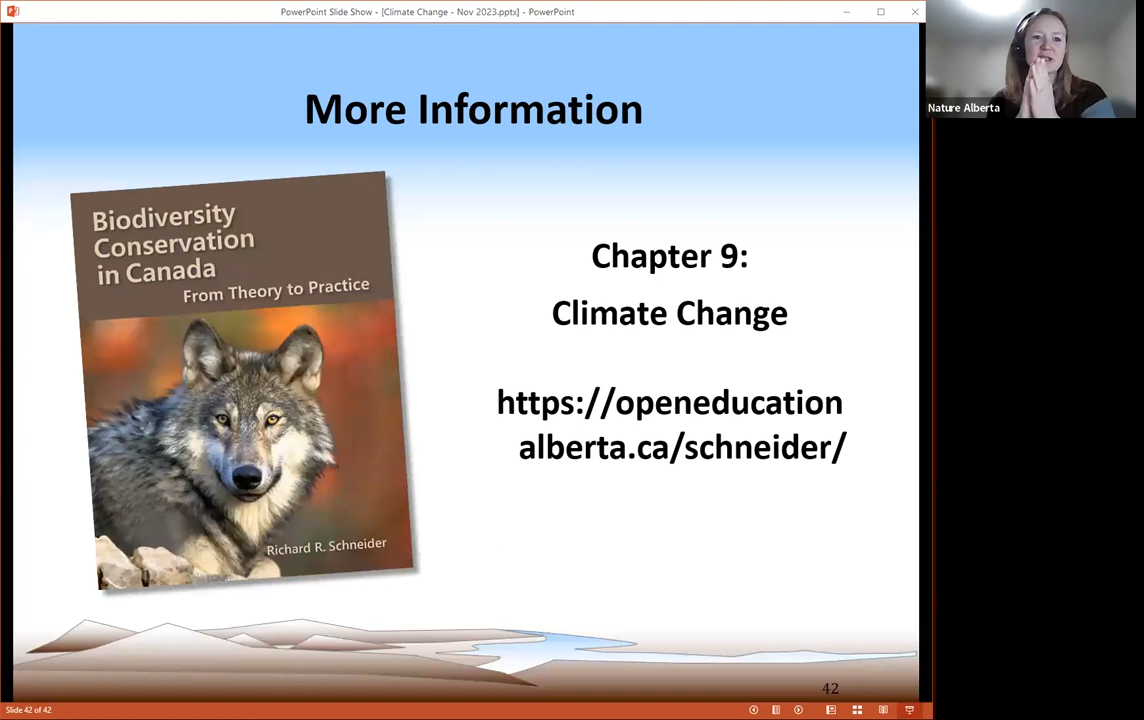 PowerPoint Slide Show - [Climate Change - Nov 2023.pptx] - PowerPoint
Nature Alberta
More Information
Biodiversity
Conservation
in Canada
From Theory to Practice
Richard R. Schneider
Chapter 9:
Climate Change
https://openeducation
alberta.ca/schneider/
42
Slide 42 of 42